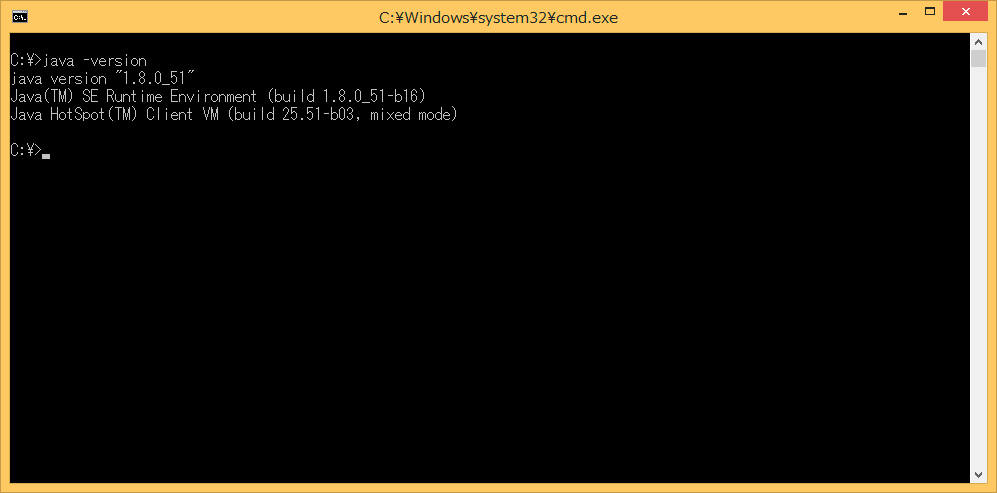 C:¥Windows¥system32¥cmd.exe
C:¥>java -version
java version "1.8.0_51"
Java(TM) SE Runtime Environment (build 1.8.0_51-b16)
Java HotSpot(TM) Client VM (build 25.51-b03, mixed mode)
C:¥>